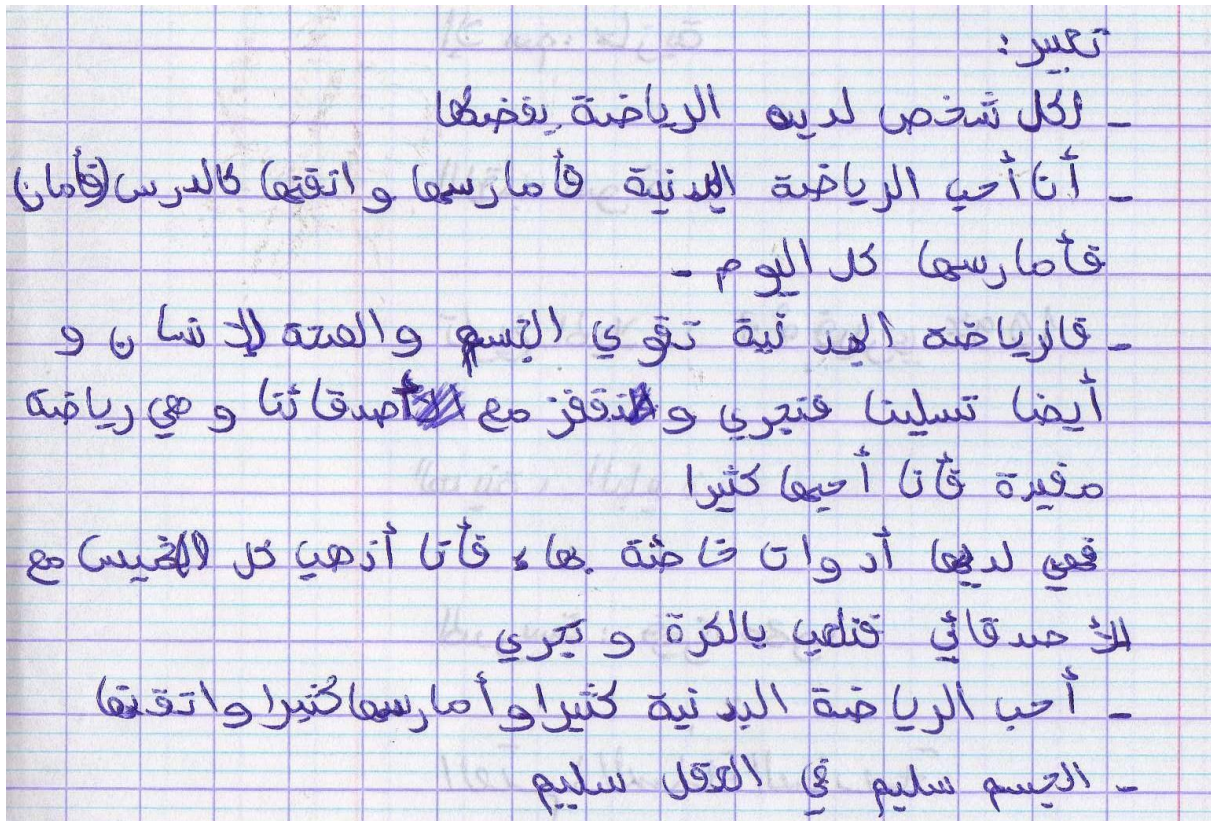 تعبير :
- لكل شخص لديه الرياضة يفضلها
- أنا أحب الرياضة البدنية فأمارسها و اتقنها كالدرس (فأمان)
فأمارسها كل اليوم -
- فالرياضة البدنية تقوي الجسم والصحة للإنسان و
أيضا تسلينا فنجري و نقفز مع أصدقائنا و هي رياضة
مفيدة فأنا أحبها كثيرا
فهي لديها أدوات خاصة بها، فأنا أذهب كل الخميس مع
أصدقائي فنلعب بالكرة و نجري
- أحب الرياضة البدنية كثيرا وأمارسها كثيرا واتقنها
- الجسم سليم في العقل سليم